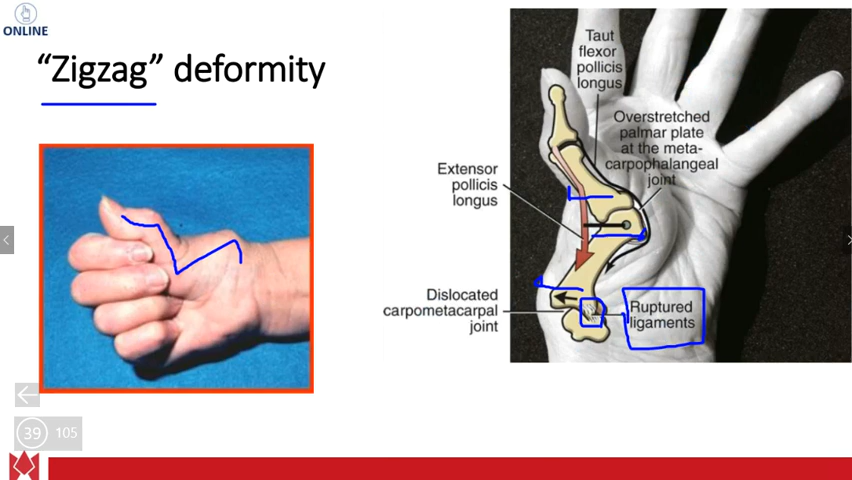 ONLINE
“Zigzag” deformity
Taut
flexor
pollicis
longus
Overstretched
palmar plate
at the meta-
carpophalangeal
joint
Extensor
pollicis
longus
Dislocated
carpometacarpal
joint
Ruptured
ligaments
39 105